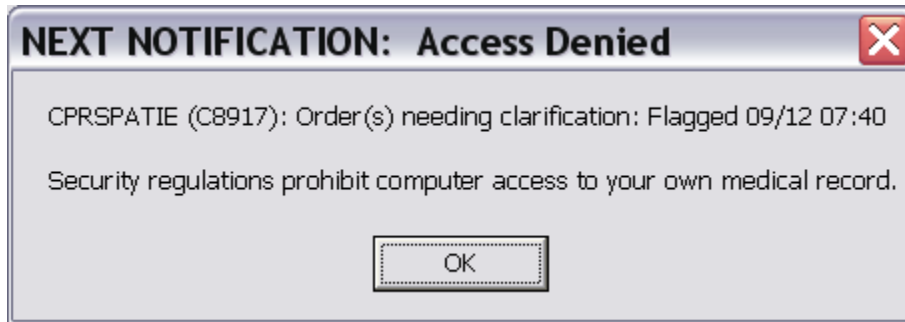 NEXT NOTIFICATION: Access Denied
CPRSPATIE (C8917): Order(s) needing clarification: Flagged 09/12 07:40
Security regulations prohibit computer access to your own medical record.
OK